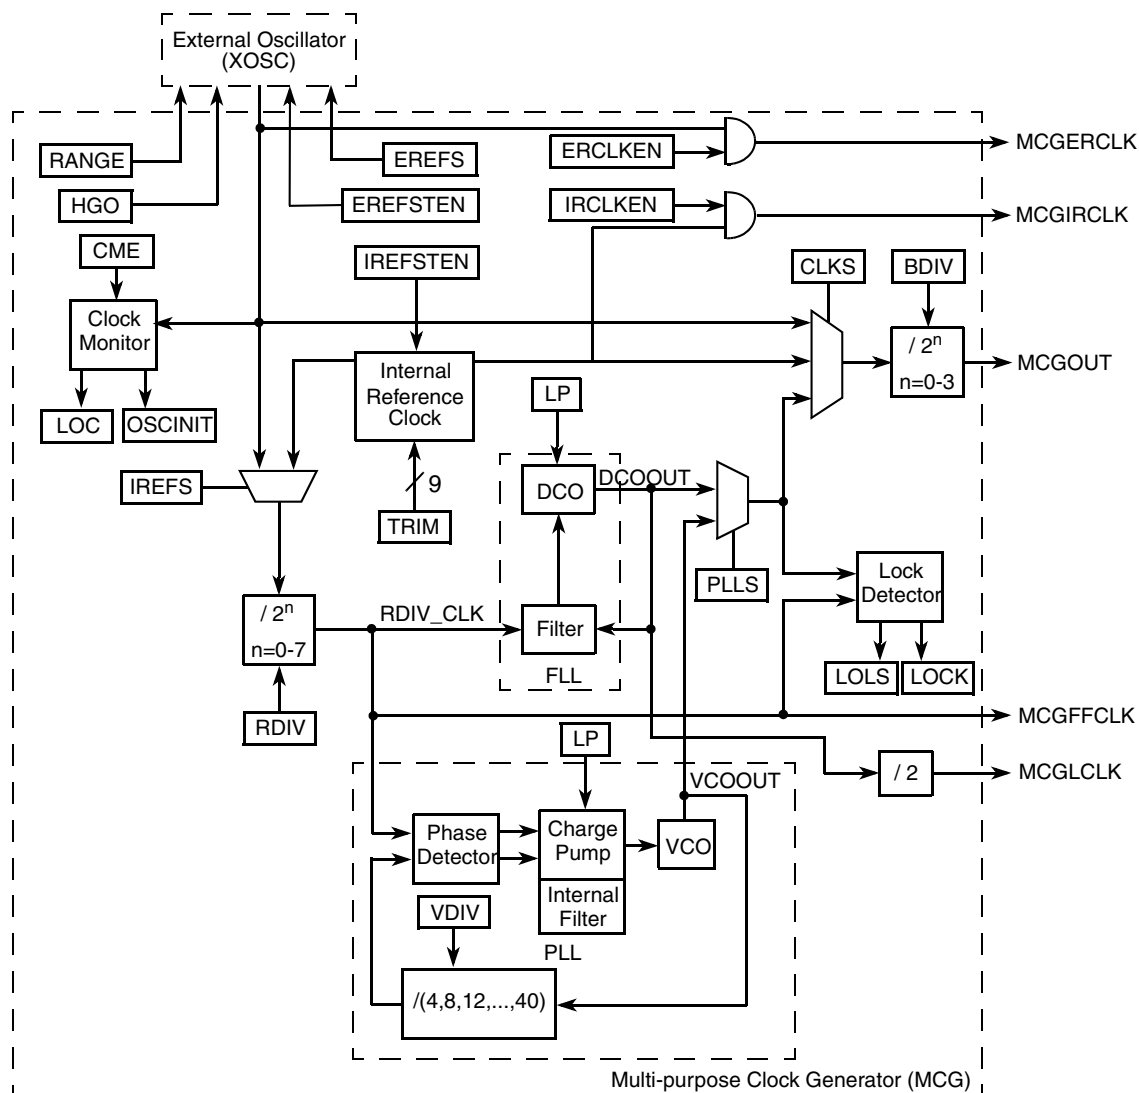 External Oscillator
(XOSC)
RANGE
EREFS
ERCLKEN
MCGERCLK
HGO
EREFSTEN
IRCLKEN
MCGIRCLK
CME
IREFSTEN
CLKS
BDIV
Clock
Monitor
/ 2n
n=0-3
MCGOUT
Internal
Reference
Clock
LP
LOC
OSCINIT
IREFS
9
TRIM
DCO
DCOOUT
PLLS
Lock
Detector
/ 2n
n=0-7
RDIV_CLK
Filter
FLL
LOLS
LOCK
RDIV
MCGFFCLK
LP
/ 2
MCGLCLK
VCOOUT
Phase
Detector
Charge
Pump
VCO
Internal
Filter
VDIV
PLL
/(4,8,12,...,40)
Multi-purpose Clock Generator (MCG)